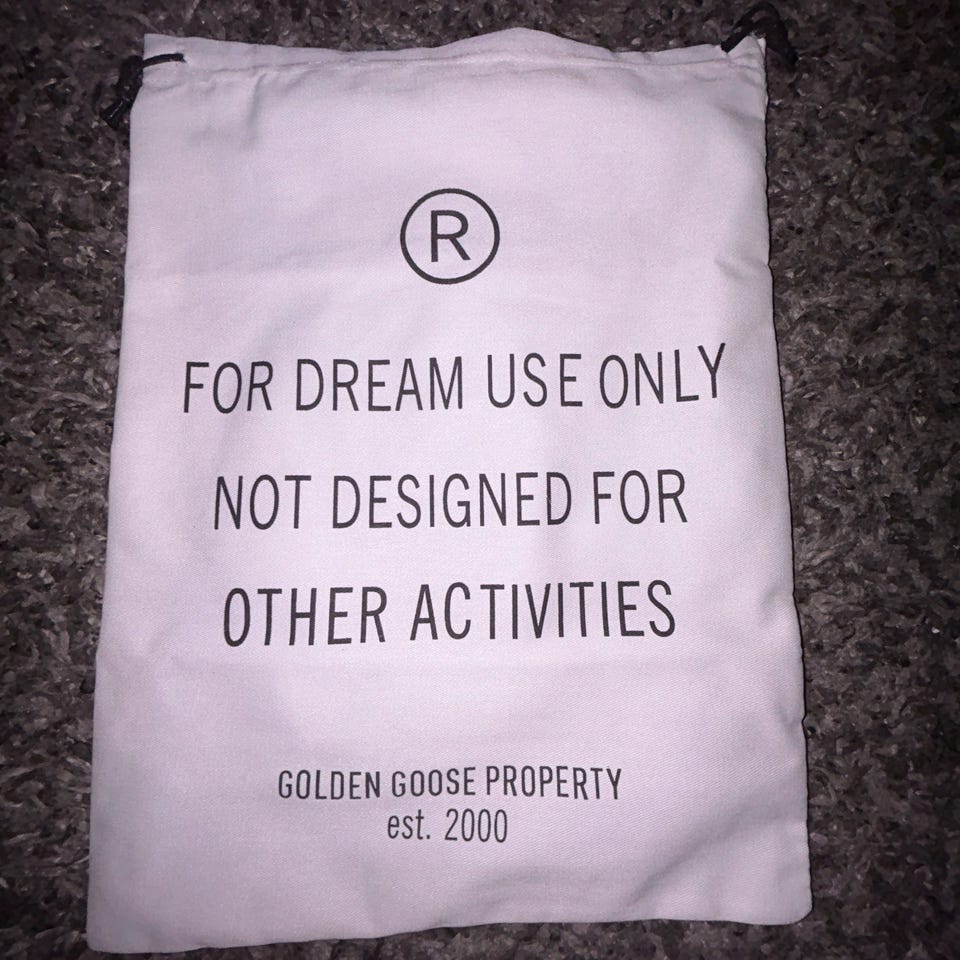 ®
FOR DREAM USE ONLY
NOT DESIGNED FOR
OTHER ACTIVITIES
GOLDEN GOOSE PROPERTY
est. 2000